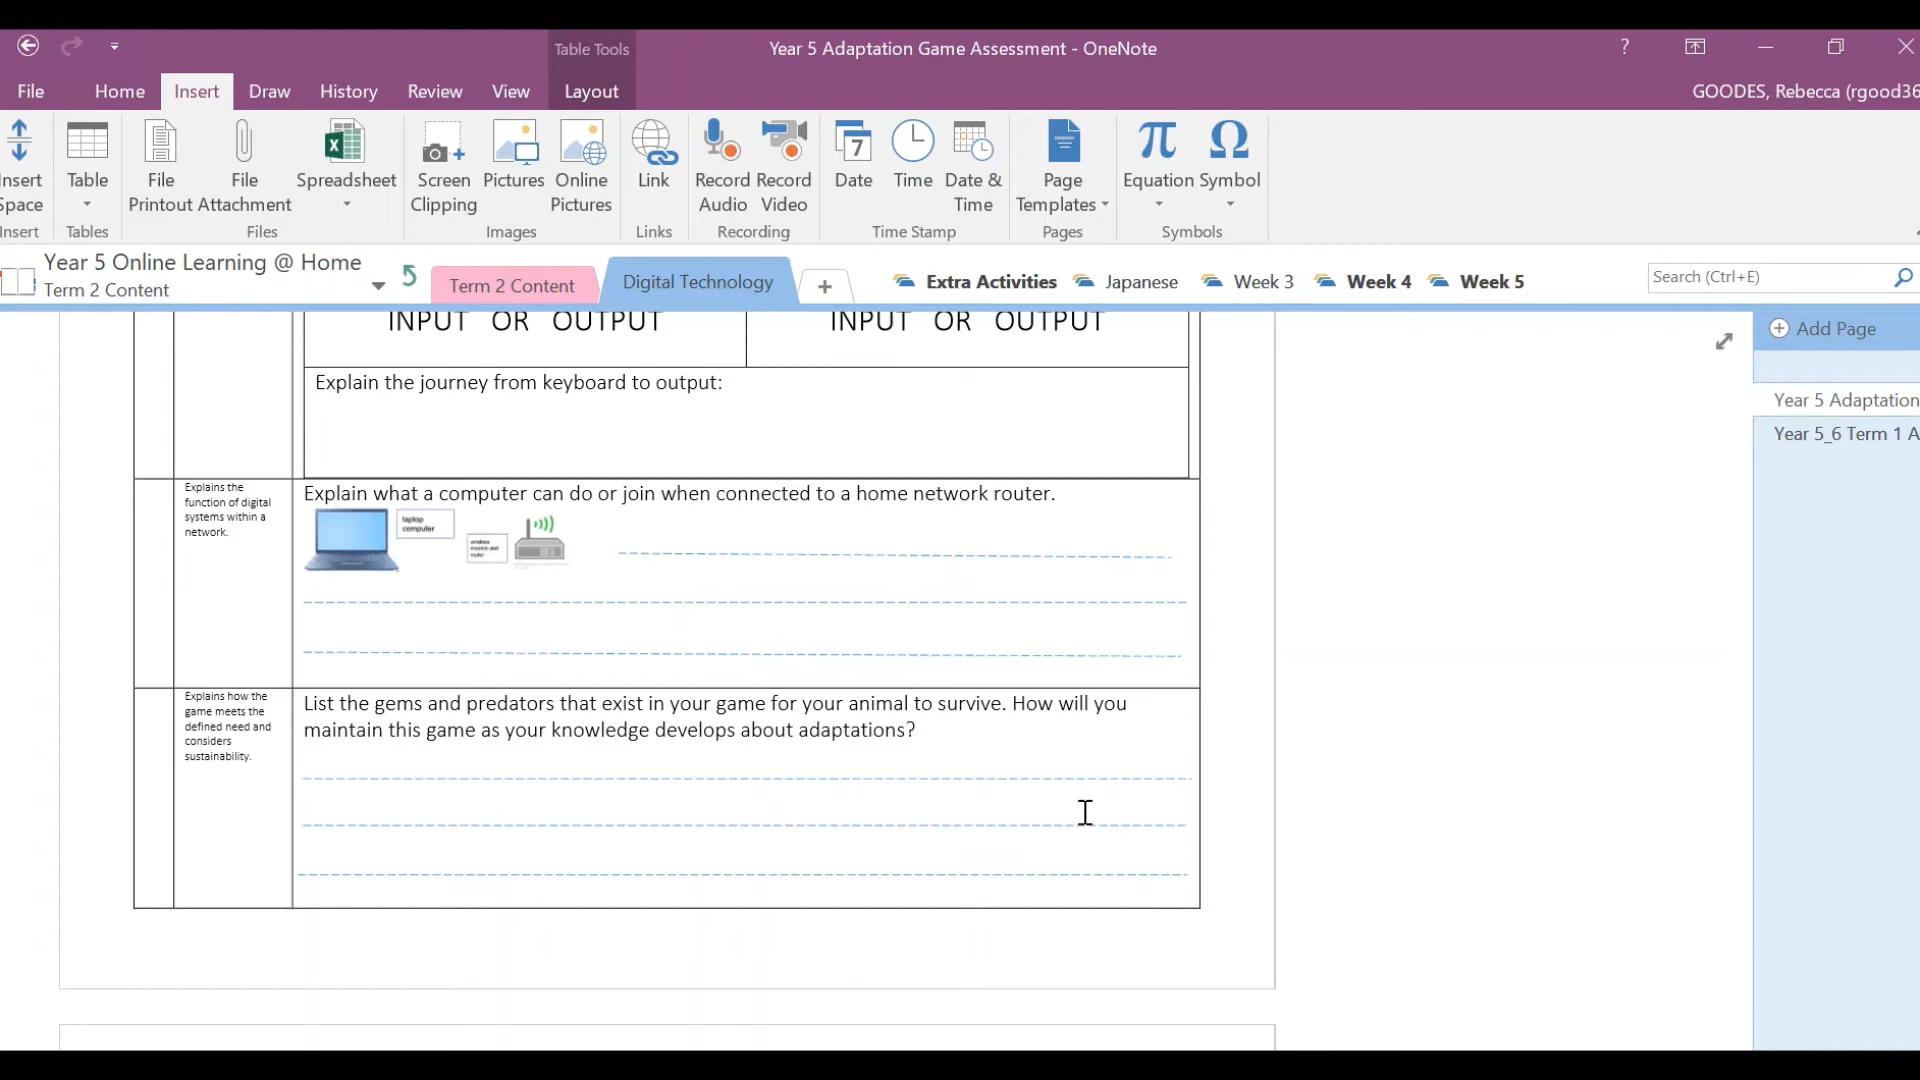 Table Tools
Year 5 Adaptation Game Assessment - OneNote
?
File Home Insert Draw History Review View Layout
GOODES, Rebecca (rgood36
Insert Space
Table
File Printout
File Attachment
Spreadsheet
Screen Clipping
Pictures
Online Pictures
Link
Record Audio
Record Video
7
Date
Time
Date & Time
Page Templates
π
Equation
Ω
Symbol
Insert Tables Files Images Links Recording Time Stamp Pages Symbols
Year 5 Online Learning @ Home
Term 2 Content
Term 2 Content
Digital Technology
+
Extra Activities
Japanese
Week 3
Week 4
Week 5
Search (Ctrl+E)
Add Page
Year 5 Adaptation
Year 5_6 Term 1 A
INPUT OR OUTPUT
INPUT OR OUTPUT
Explain the journey from keyboard to output:
Explains the
function of digital
systems within a
network.
Explain what a computer can do or join when connected to a home network router.
laptop
computer
wireless
modem and
router
Explains how the
game meets the
defined need and
considers
sustainability.
List the gems and predators that exist in your game for your animal to survive. How will you
maintain this game as your knowledge develops about adaptations?